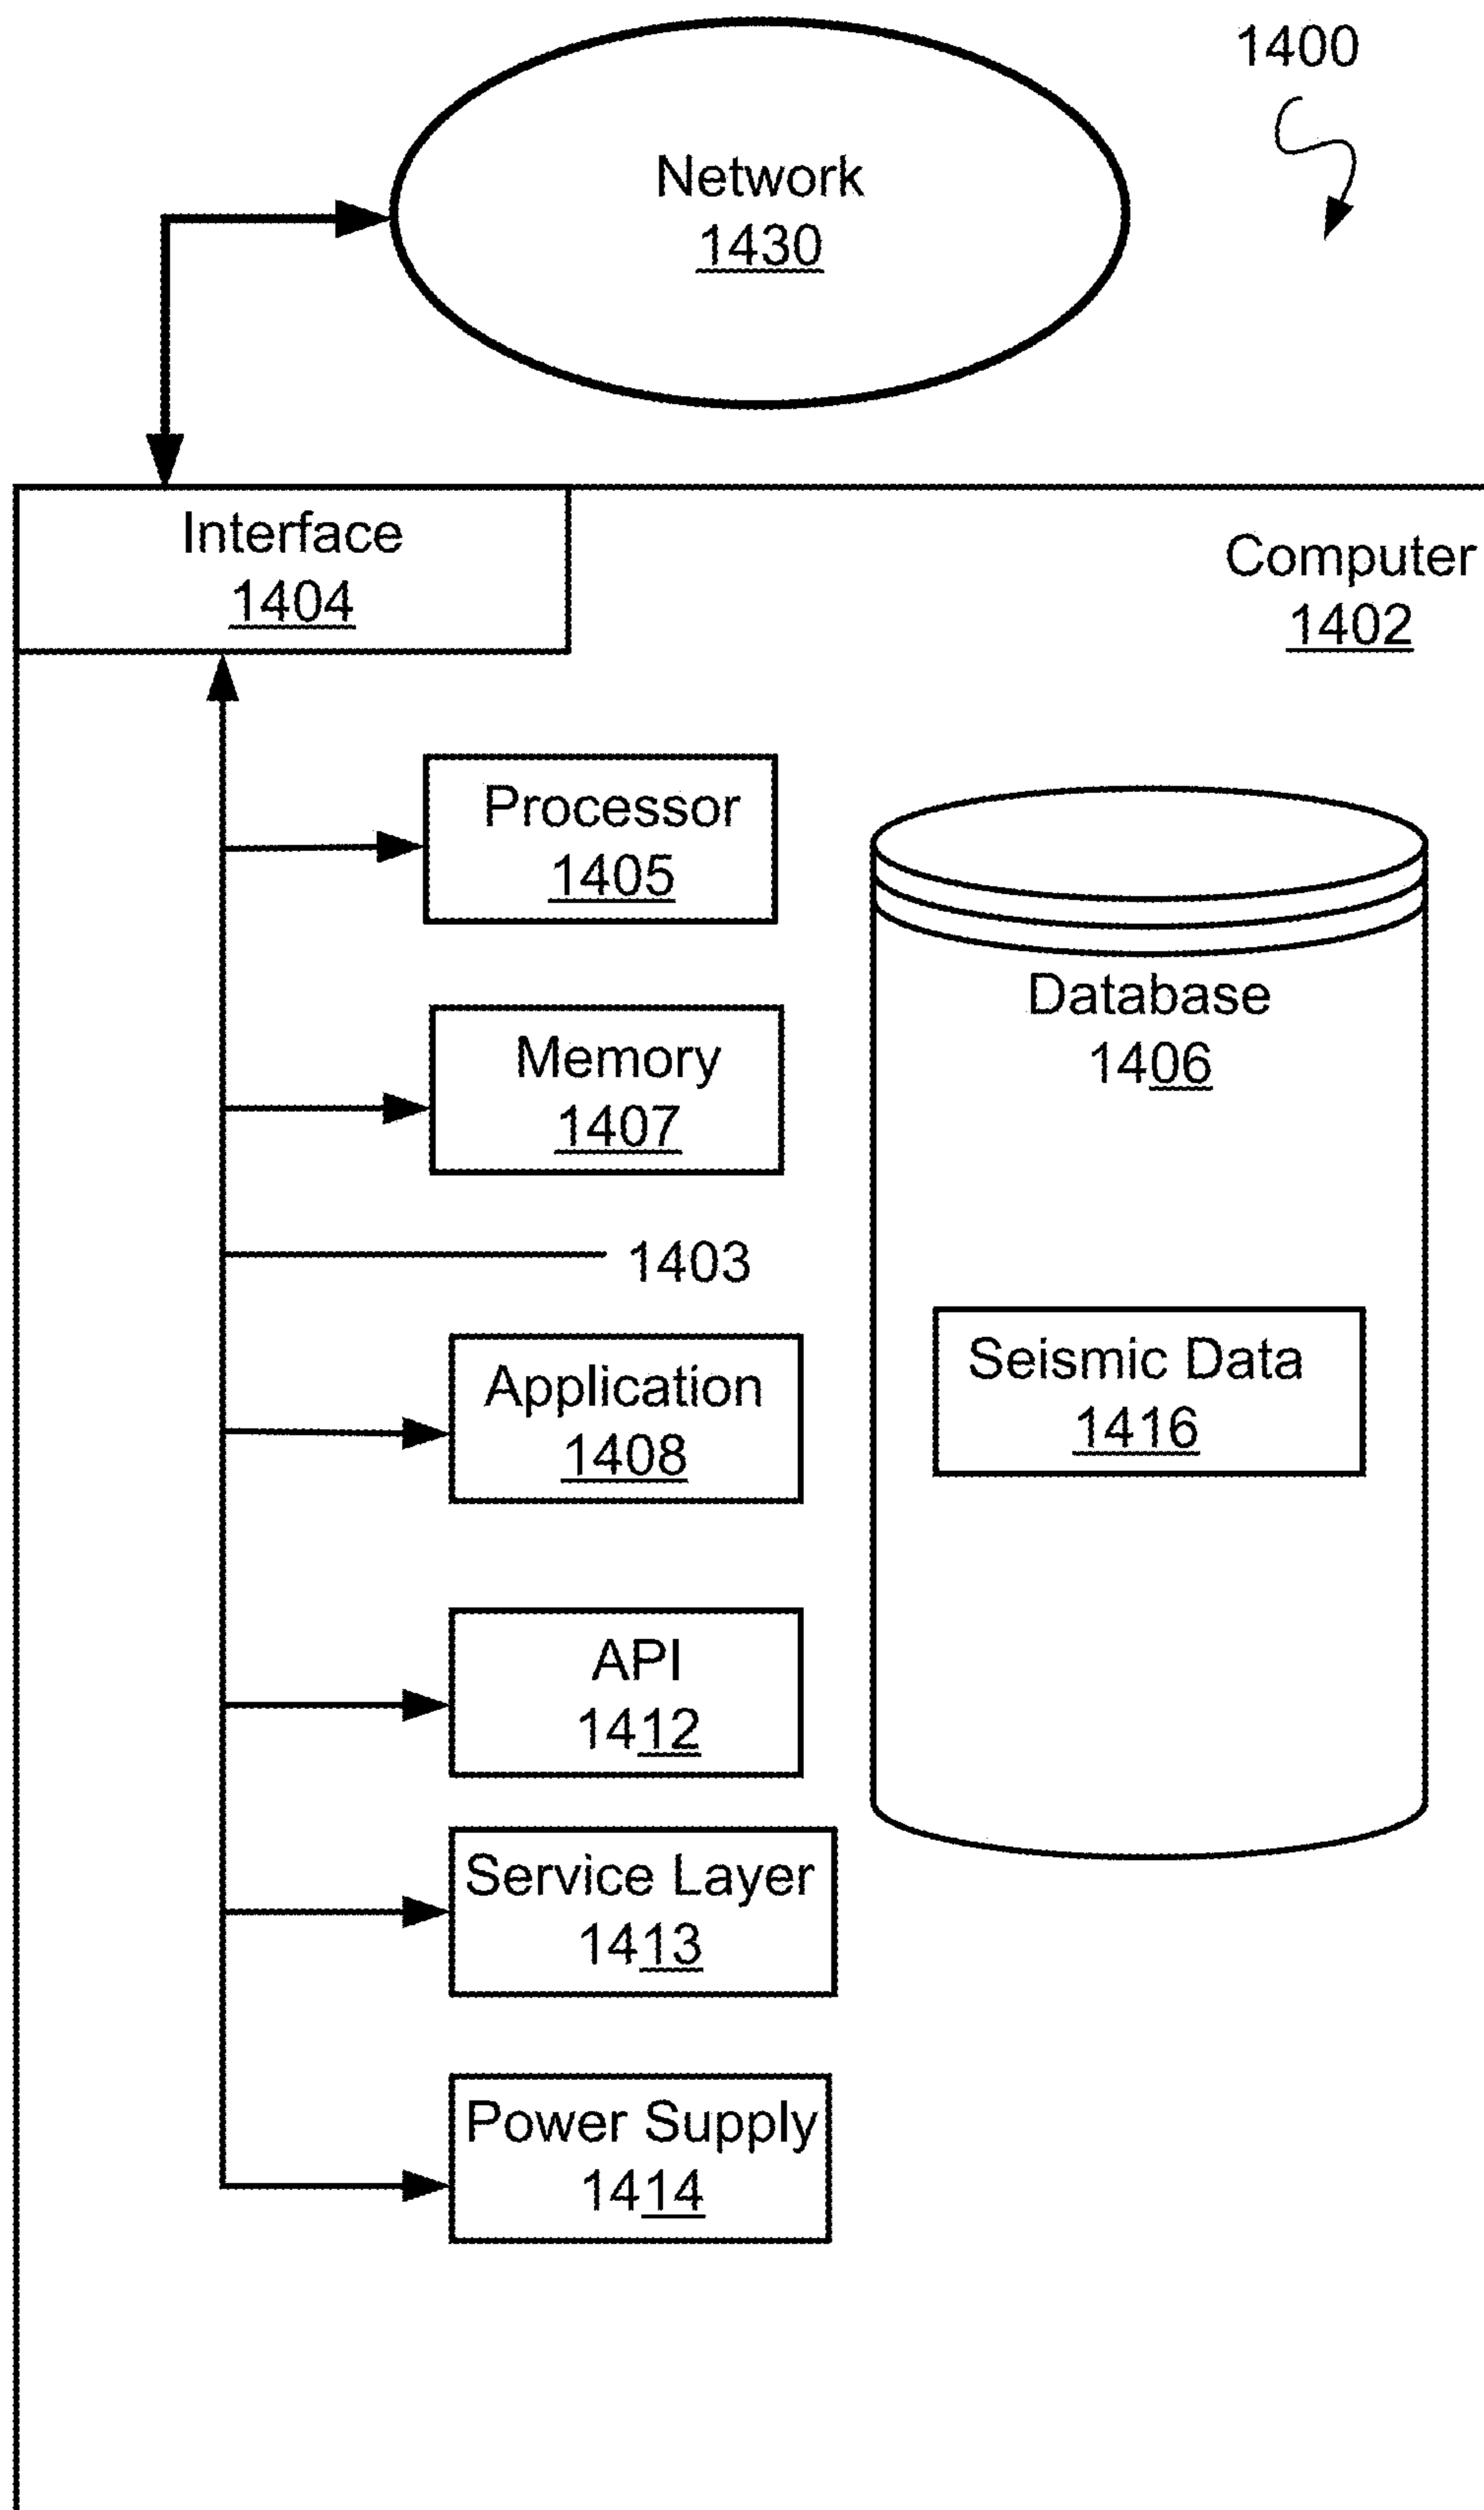 1400
Network
1430
Interface
1404
Computer
1402
Processor
1405
Database
1406
Memory
1407
1403
Seismic Data
1416
Application
1408
API
1412
Service Layer
1413
Power Supply
1414